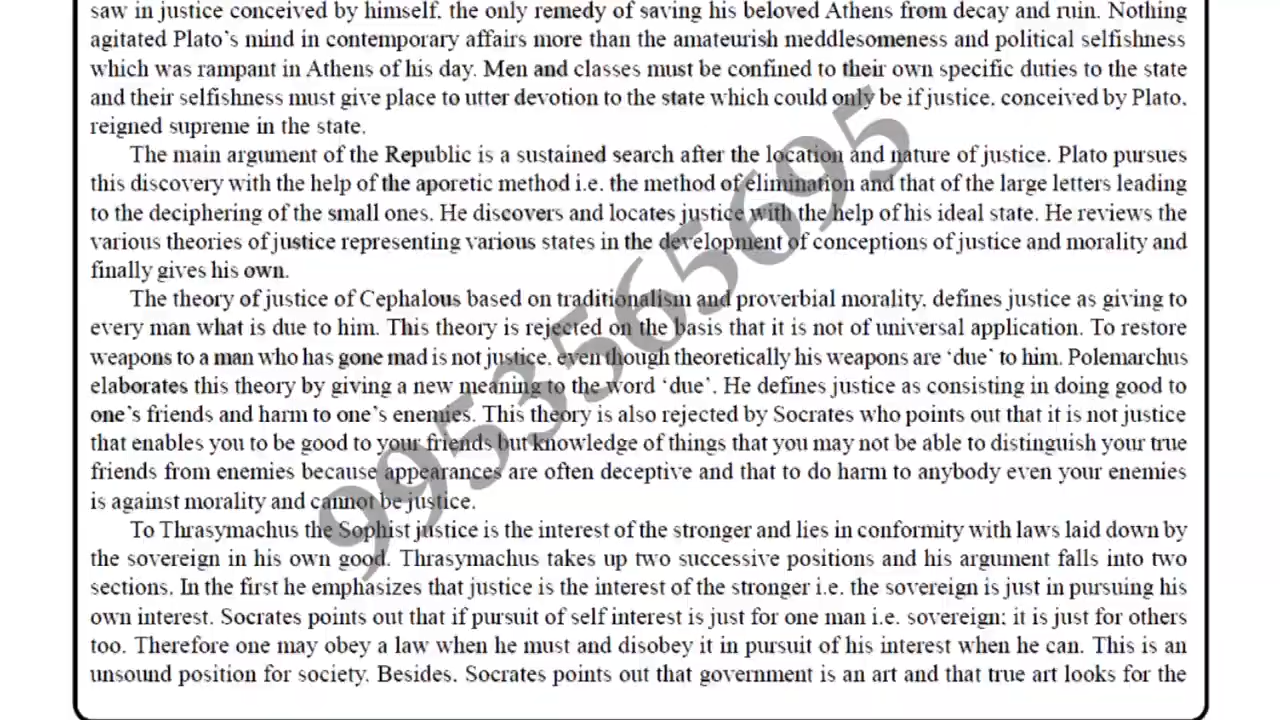 saw in justice conceived by himself, the only remedy of saving his beloved Athens from decay and ruin. Nothing
agitated Plato's mind in contemporary affairs more than the amateurish meddlesomeness and political selfishness
which was rampant in Athens of his day. Men and classes must be confined to their own specific duties to the state
and their selfishness must give place to utter devotion to the state which could only be if justice, conceived by Plato,
reigned supreme in the state.
The main argument of the Republic is a sustained search after the location and nature of justice. Plato pursues
this discovery with the help of the aporetic method i.e. the method of elimination and that of the large letters leading
to the deciphering of the small ones. He discovers and locates justice with the help of his ideal state. He reviews the
various theories of justice representing various states in the development of conceptions of justice and morality and
finally gives his own.
The theory of justice of Cephalous based on traditionalism and proverbial morality, defines justice as giving to
every man what is due to him. This theory is rejected on the basis that it is not of universal application. To restore
weapons to a man who has gone mad is not justice, even though theoretically his weapons are 'due' to him. Polemarchus
elaborates this theory by giving a new meaning to the word 'due'. He defines justice as consisting in doing good to
one's friends and harm to one's enemies. This theory is also rejected by Socrates who points out that it is not justice
that enables you to be good to your friends but knowledge of things that you may not be able to distinguish your true
friends from enemies because appearances are often deceptive and that to do harm to anybody even your enemies
is against morality and cannot be justice.
To Thrasymachus the Sophist justice is the interest of the stronger and lies in conformity with laws laid down by
the sovereign in his own good. Thrasymachus takes up two successive positions and his argument falls into two
sections. In the first he emphasizes that justice is the interest of the stronger i.e. the sovereign is just in pursuing his
own interest. Socrates points out that if pursuit of self interest is just for one man i.e. sovereign; it is just for others
too. Therefore one may obey a law when he must and disobey it in pursuit of his interest when he can. This is an
unsound position for society. Besides, Socrates points out that government is an art and that true art looks for the
9953565695